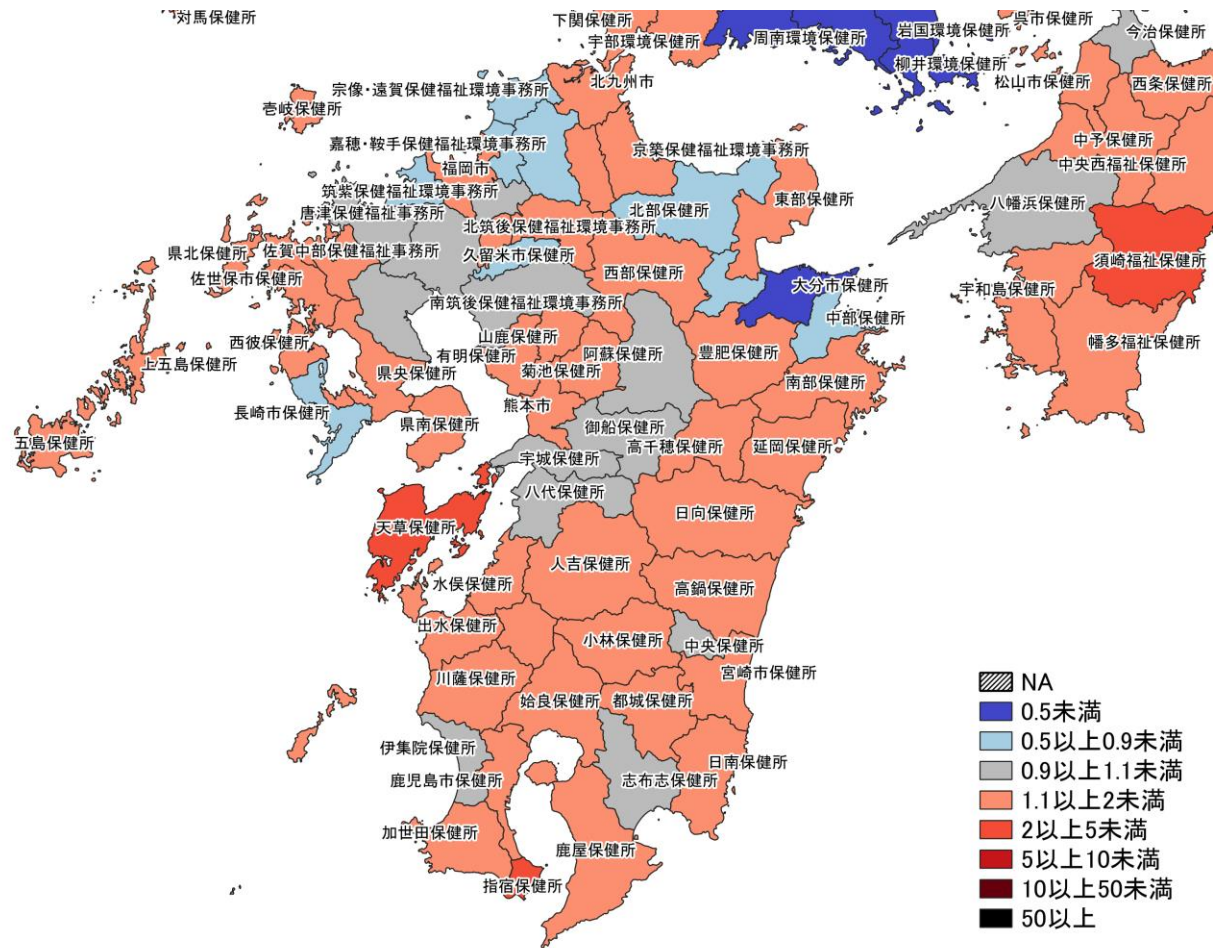 対馬保健所
下関保健所
呉市保健所
宇部環境保健所
周南環境保健所
岩国環境保健所
今治保健所
柳井環境保健所
北九州市
松山市保健所
西条保健所
宗像・遠賀保健福祉環境事務所
壱岐保健所
嘉穂・鞍手保健福祉環境事務所
京築保健福祉環境事務所
中予保健所
福岡市
中央西福祉保健所
筑紫保健福祉環境事務所
東部保健所
八幡浜保健所
唐津保健福祉事務所
北部保健所
北筑後保健福祉環境事務所
県北保健所
佐賀中部保健福祉事務所
久留米市保健所
須崎福祉保健所
佐世保市保健所
西部保健所
大分市保健所
宇和島保健所
南筑後保健福祉環境事務所
中部保健所
西彼保健所
山鹿保健所
幡多福祉保健所
有明保健所
阿蘇保健所
豊肥保健所
上五島保健所
県央保健所
菊池保健所
南部保健所
長崎市保健所
熊本市
県南保健所
御船保健所
五島保健所
高千穂保健所
延岡保健所
宇城保健所
八代保健所
日向保健所
天草保健所
人吉保健所
水俣保健所
高鍋保健所
出水保健所
小林保健所
中央保健所
宮崎市保健所
川薩保健所
姶良保健所
都城保健所
伊集院保健所
日南保健所
鹿児島市保健所
志布志保健所
加世田保健所
鹿屋保健所
指宿保健所
NA
0.5未満
0.5以上0.9未満
0.9以上1.1未満
1.1以上2未満
2以上5未満
5以上10未満
10以上50未満
50以上